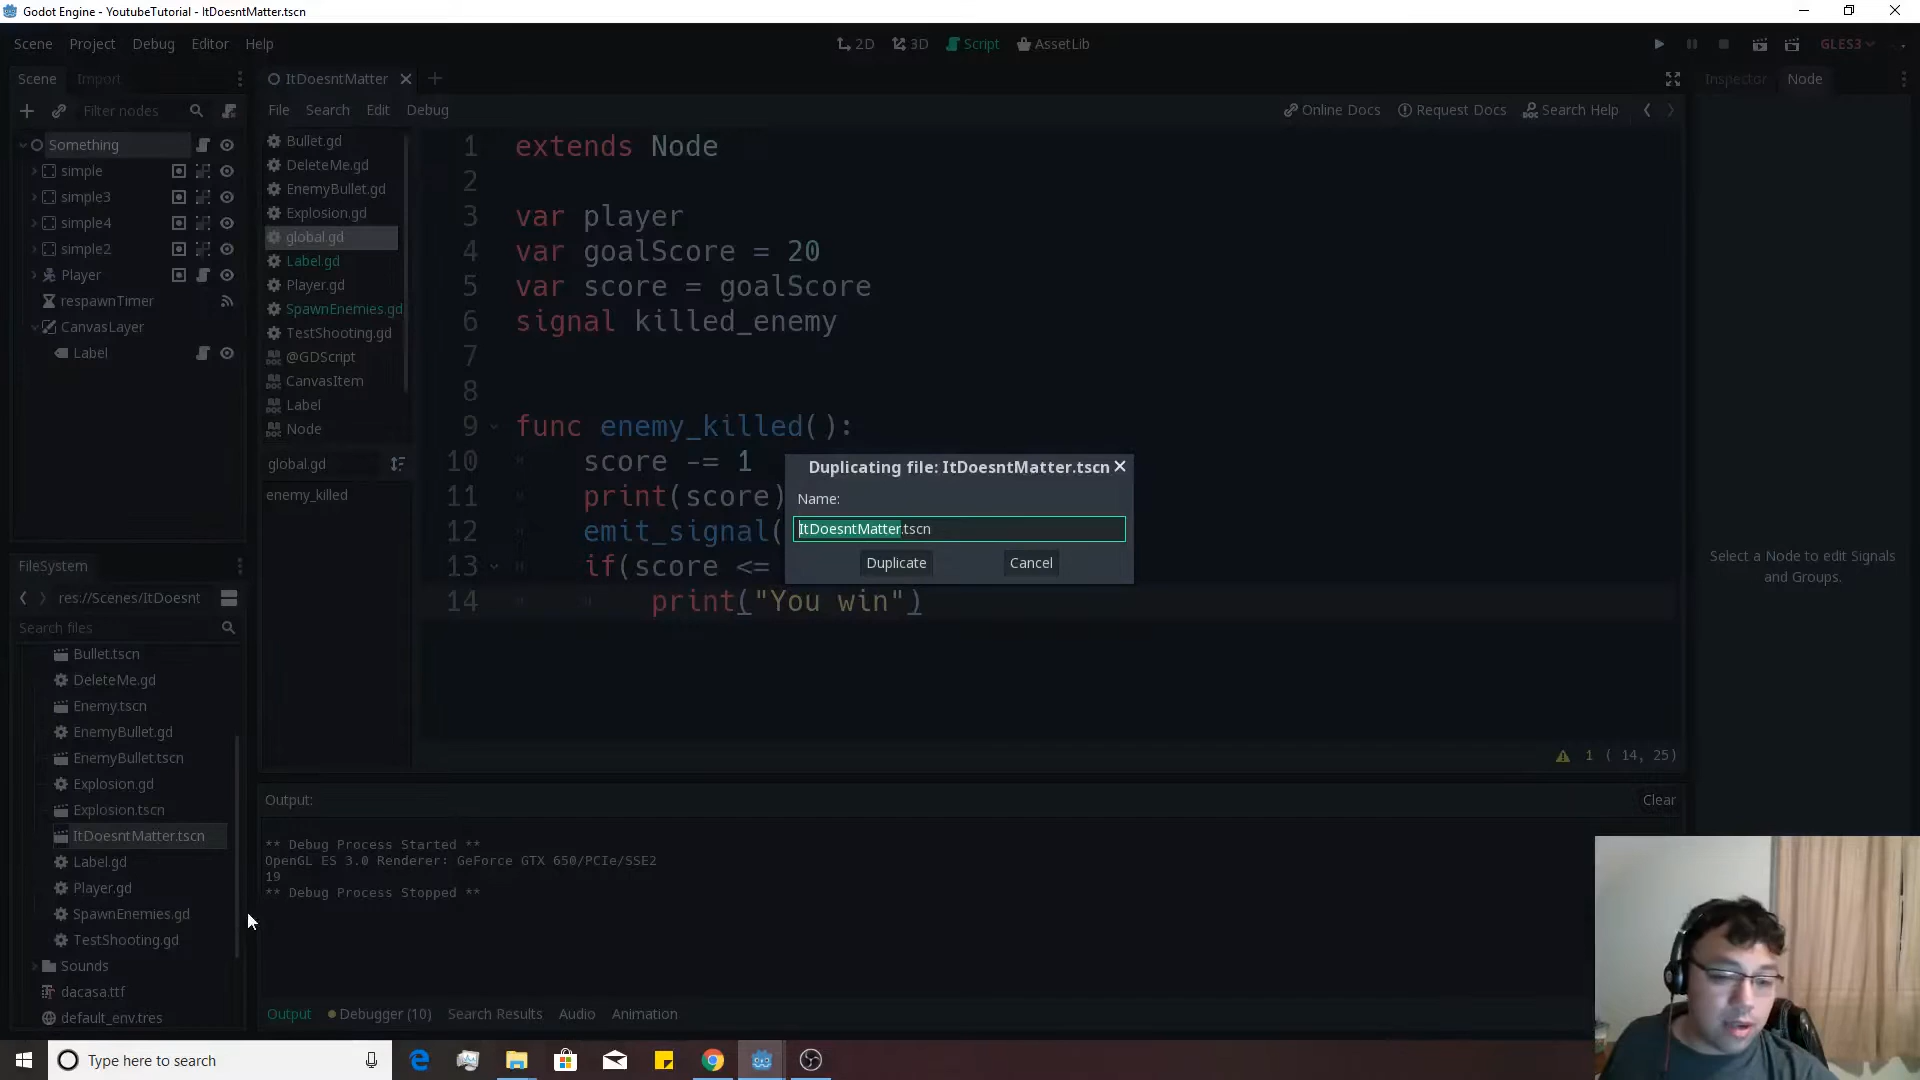 Godot Engine - YoutubeTutorial - ItDoesntMatter.tscn
Scene Project Debug Editor Help
2D 3D Script AssetLib
GLES3
Scene Import
ItDoesntMatter
Inspector Node
Filter nodes
File Search Edit Debug
Online Docs Request Docs Search Help
Something
simple
simple3
simple4
simple2
Player
respawnTimer
CanvasLayer
Label
Bullet.gd
DeleteMe.gd
EnemyBullet.gd
Explosion.gd
global.gd
Label.gd
Player.gd
SpawnEnemies.gd
TestShooting.gd
@GDScript
CanvasItem
Label
Node
global.gd
enemy_killed
1 extends Node
2
3 var player
4 var goalScore = 20
5 var score = goalScore
6 signal killed_enemy
7
8
9 func enemy_killed():
10 score -= 1
11 print(score)
12 emit_signal(
13 if(score <=
14 print("You win")
Duplicating file: ItDoesntMatter.tscn
Name:
ItDoesntMatter.tscn
Duplicate Cancel
Select a Node to edit Signals
and Groups.
1 ( 14, 25)
FileSystem
res://Scenes/ItDoesnt
Search files
Bullet.tscn
DeleteMe.gd
Enemy.tscn
EnemyBullet.gd
EnemyBullet.tscn
Explosion.gd
Explosion.tscn
ItDoesntMatter.tscn
Label.gd
Player.gd
SpawnEnemies.gd
TestShooting.gd
Sounds
dacasa.ttf
default_env.tres
Output:
Clear
** Debug Process Started **
OpenGL ES 3.0 Renderer: GeForce GTX 650/PCIe/SSE2
19
** Debug Process Stopped **
Output Debugger (10) Search Results Audio Animation
Type here to search